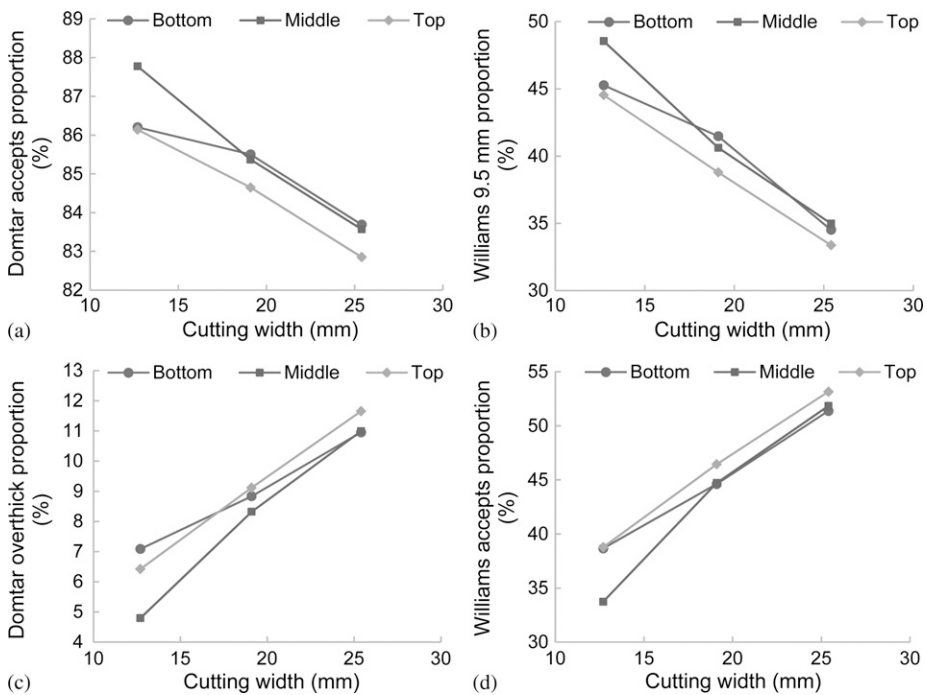 89
88
87
86
85
84
83
82
10 15 20 25 30
Bottom Middle Top
Domtar accepts proportion
(%)
Cutting width (mm)
(a)
50
45
40
35
30
10 15 20 25 30
Bottom Middle Top
Williams 9.5 mm proportion
(%)
Cutting width (mm)
(b)
13
12
11
10
9
8
7
6
5
4
10 15 20 25 30
Bottom Middle Top
Domtar overthick proportion
(%)
Cutting width (mm)
(c)
55
50
45
40
35
30
10 15 20 25 30
Bottom Middle Top
Williams accepts proportion
(%)
Cutting width (mm)
(d)